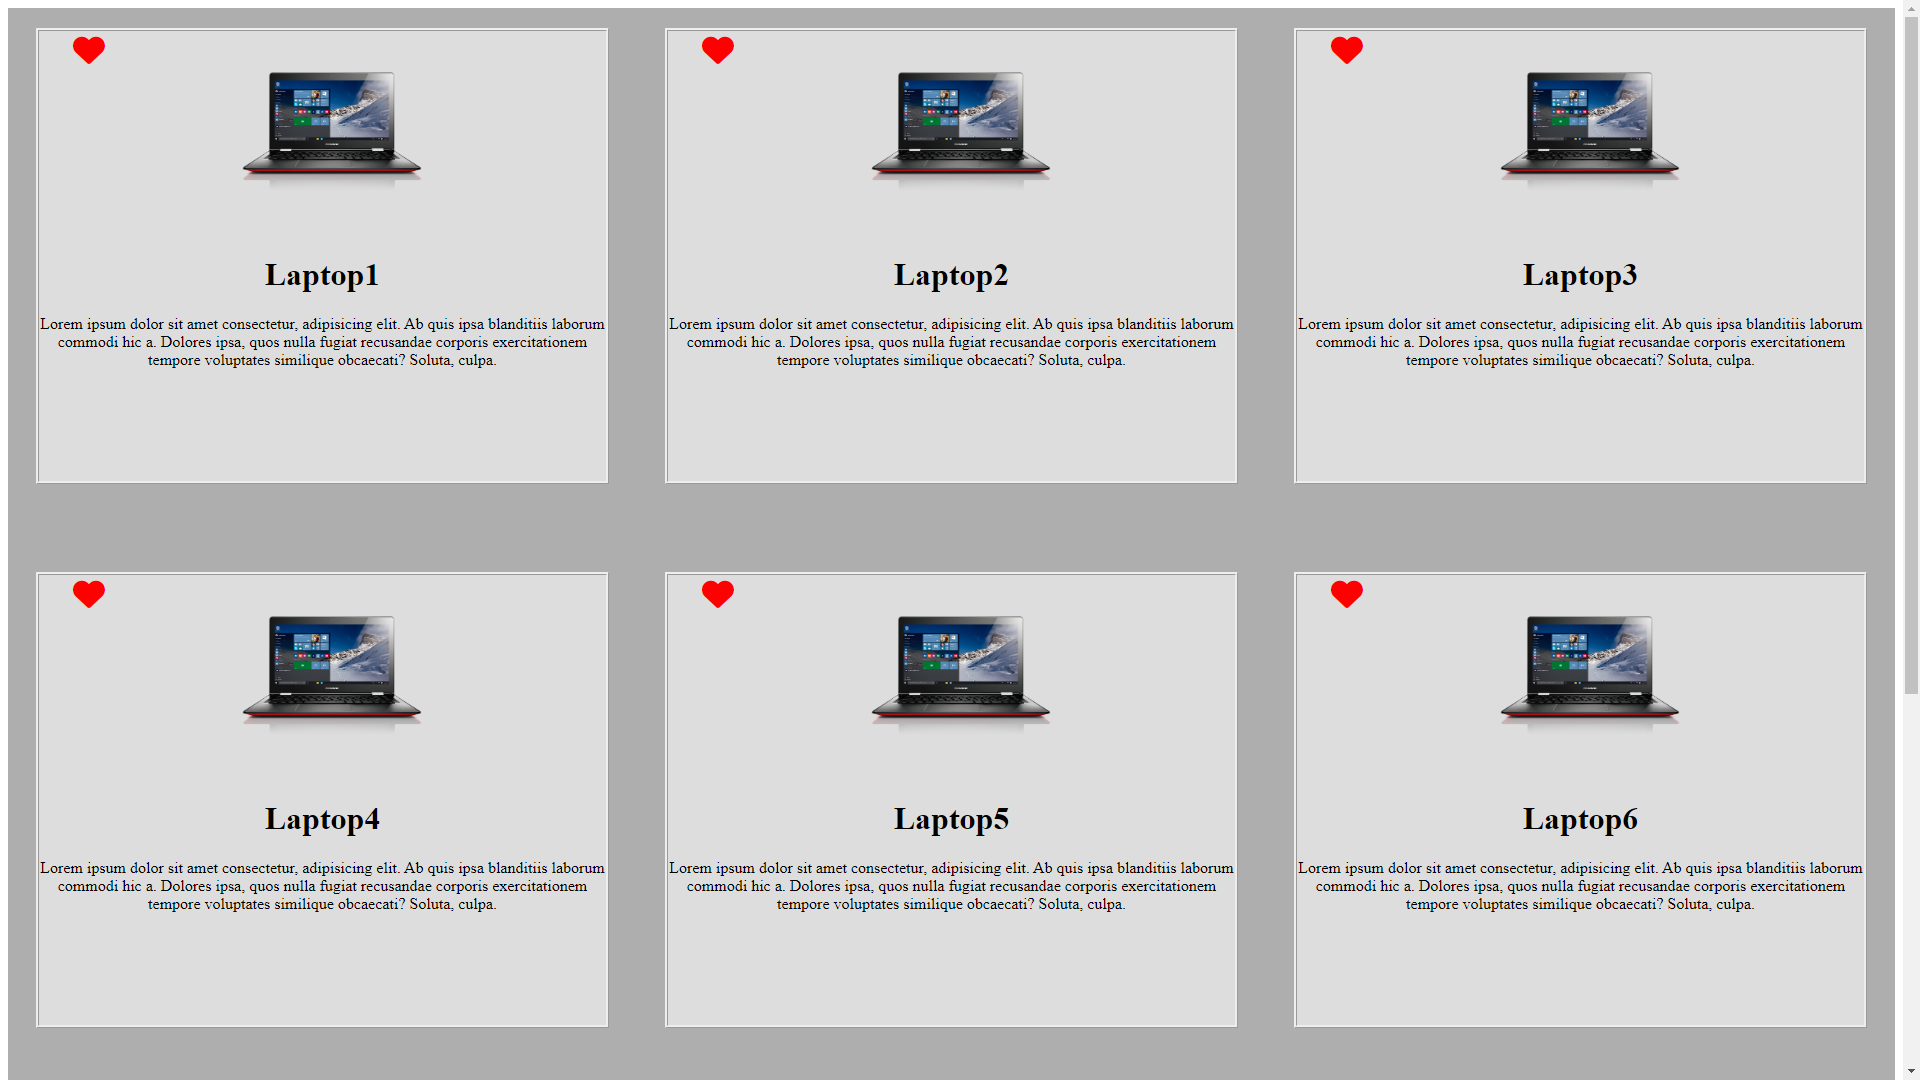 Laptop1
Lorem ipsum dolor sit amet consectetur, adipisicing elit. Ab quis ipsa blanditiis laborum
commodi hic a. Dolores ipsa, quos nulla fugiat recusandae corporis exercitationem
tempore voluptates similique obcaecati? Soluta, culpa.
Laptop2
Lorem ipsum dolor sit amet consectetur, adipisicing elit. Ab quis ipsa blanditiis laborum
commodi hic a. Dolores ipsa, quos nulla fugiat recusandae corporis exercitationem
tempore voluptates similique obcaecati? Soluta, culpa.
Laptop3
Lorem ipsum dolor sit amet consectetur, adipisicing elit. Ab quis ipsa blanditiis laborum
commodi hic a. Dolores ipsa, quos nulla fugiat recusandae corporis exercitationem
tempore voluptates similique obcaecati? Soluta, culpa.
Laptop4
Lorem ipsum dolor sit amet consectetur, adipisicing elit. Ab quis ipsa blanditiis laborum
commodi hic a. Dolores ipsa, quos nulla fugiat recusandae corporis exercitationem
tempore voluptates similique obcaecati? Soluta, culpa.
Laptop5
Lorem ipsum dolor sit amet consectetur, adipisicing elit. Ab quis ipsa blanditiis laborum
commodi hic a. Dolores ipsa, quos nulla fugiat recusandae corporis exercitationem
tempore voluptates similique obcaecati? Soluta, culpa.
Laptop6
Lorem ipsum dolor sit amet consectetur, adipisicing elit. Ab quis ipsa blanditiis laborum
commodi hic a. Dolores ipsa, quos nulla fugiat recusandae corporis exercitationem
tempore voluptates similique obcaecati? Soluta, culpa.